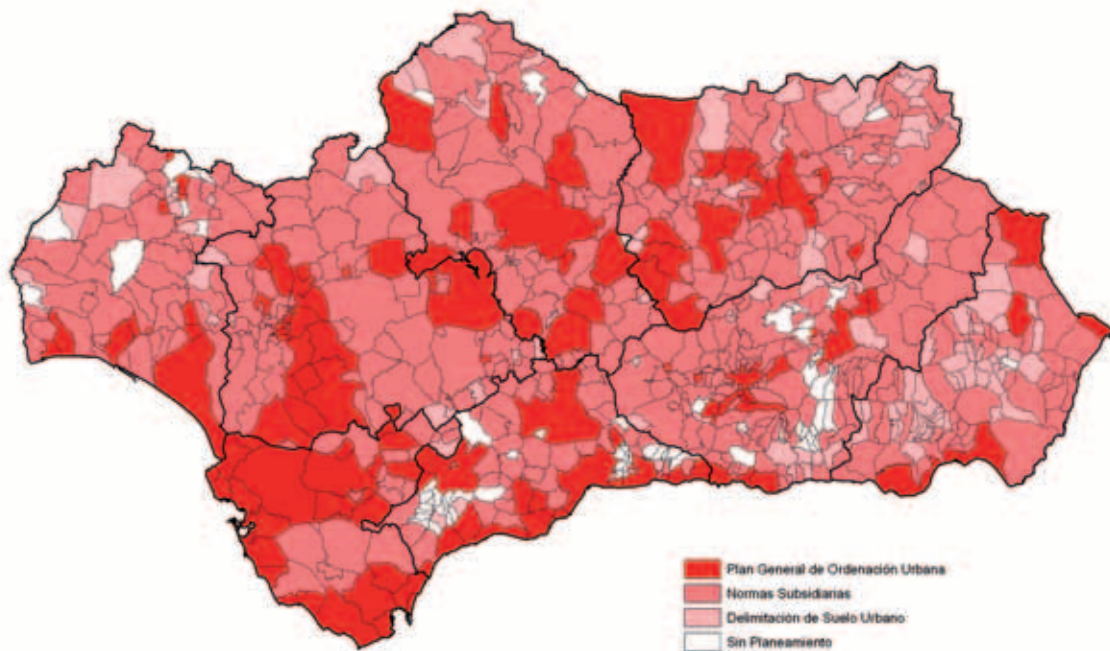 Plan General de Ordenación Urbana
Normas Subsidiarias
Delimitación de Suelo Urbano
Sin Planeamiento